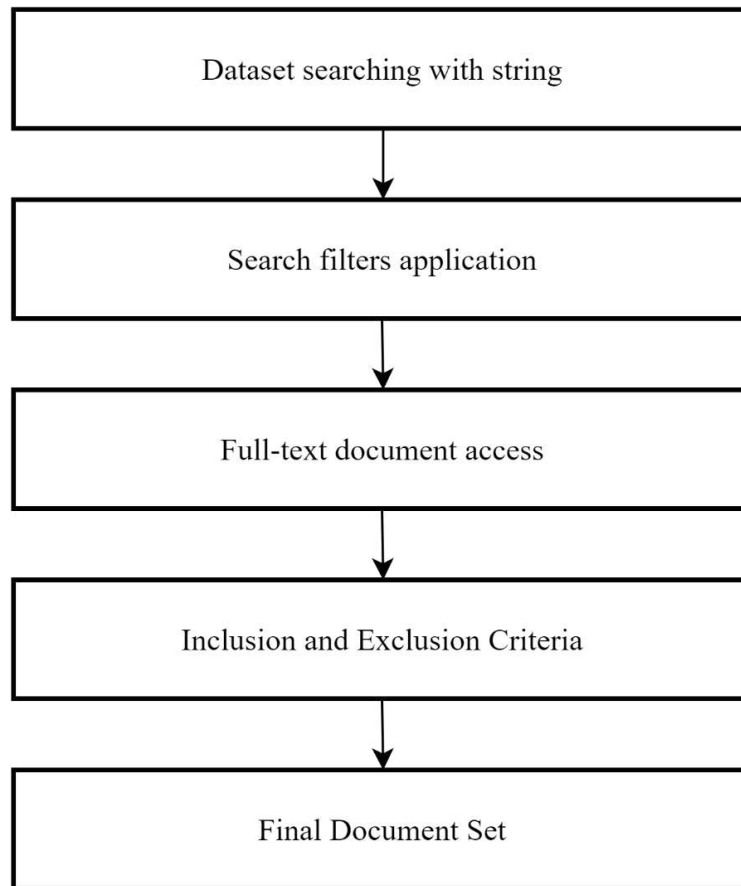 Dataset searching with string
Search filters application
Full-text document access
Inclusion and Exclusion Criteria
Final Document Set